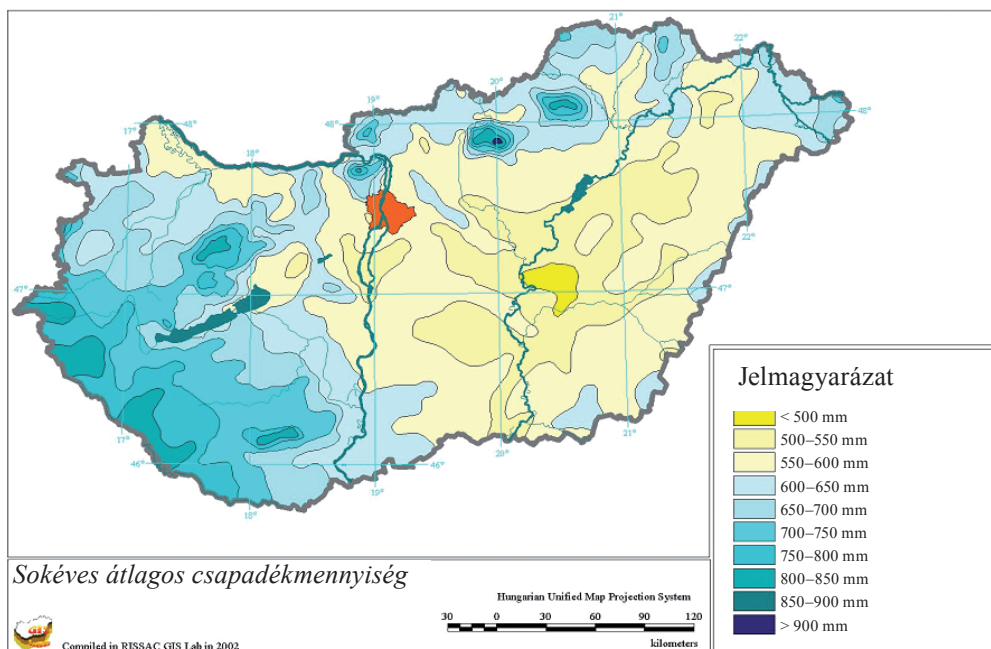 21°
22°
20°
19°
48°
48°
17°
48°
18°
22°
47°
47°
17°
46°
46°
20°
21°
19°
18°
Jelmagyarázat
< 500 mm
500–550 mm
550–600 mm
600–650 mm
650–700 mm
700–750 mm
750–800 mm
800–850 mm
850–900 mm
> 900 mm
Sokéves átlagos csapadékmennyiség
Hungarian Unified Map Projection System
30 0 30 60 90 120
kilometers
Compiled in RISSAC GIS Lab in 2002